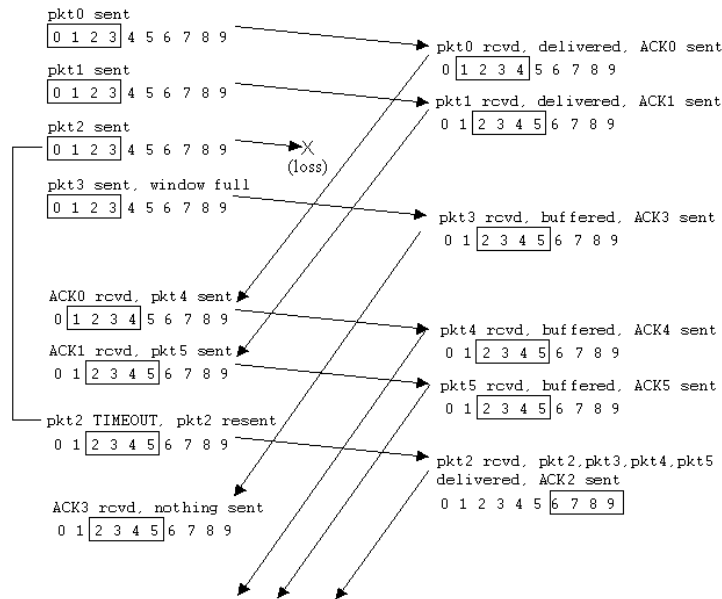 pkt0 sent
0 1 2 3 4 5 6 7 8 9
pkt0 rcvd, delivered, ACK0 sent
0 1 2 3 4 5 6 7 8 9
pkt1 sent
0 1 2 3 4 5 6 7 8 9
pkt1 rcvd, delivered, ACK1 sent
0 1 2 3 4 5 6 7 8 9
pkt2 sent
0 1 2 3 4 5 6 7 8 9
X
(loss)
pkt3 sent, window full
0 1 2 3 4 5 6 7 8 9
pkt3 rcvd, buffered, ACK3 sent
0 1 2 3 4 5 6 7 8 9
ACK0 rcvd, pkt4 sent
0 1 2 3 4 5 6 7 8 9
pkt4 rcvd, buffered, ACK4 sent
0 1 2 3 4 5 6 7 8 9
ACK1 rcvd, pkt5 sent
0 1 2 3 4 5 6 7 8 9
pkt5 rcvd, buffered, ACK5 sent
0 1 2 3 4 5 6 7 8 9
pkt2 TIMEOUT, pkt2 resent
0 1 2 3 4 5 6 7 8 9
pkt2 rcvd, pkt2,pkt3,pkt4,pkt5
delivered, ACK2 sent
0 1 2 3 4 5 6 7 8 9
ACK3 rcvd, nothing sent
0 1 2 3 4 5 6 7 8 9